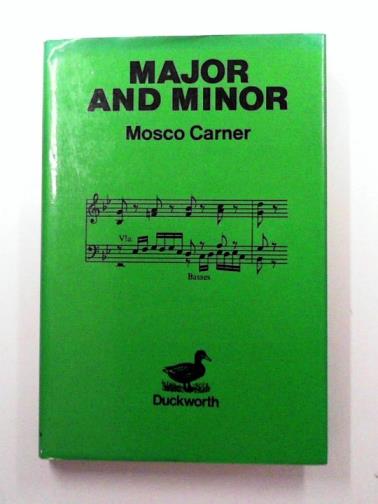 MAJOR
AND MINOR
Mosco Carner
Vla.
Basses
Duckworth